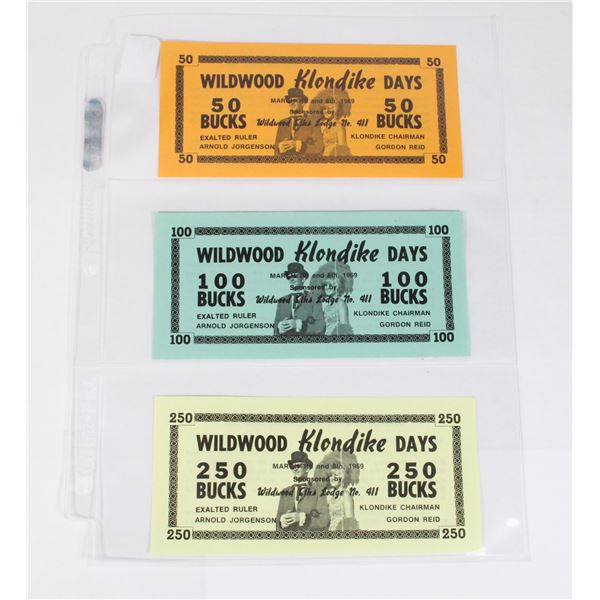 50 50
WILDWOOD Klondike DAYS
MARCH and 8th, 1969
50 50
Sponsored by
BUCKS Wildwood Elks Lodge No. 411 BUCKS
EXALTED RULER KLONDIKE CHAIRMAN
ARNOLD JORGENSON GORDON REID
50 50
100 100
WILDWOOD Klondike DAYS
MARCH and 8th, 1969
100 100
Sponsored by
BUCKS Wildwood Elks Lodge No. 411 BUCKS
EXALTED RULER KLONDIKE CHAIRMAN
ARNOLD JORGENSON GORDON REID
100 100
250 250
WILDWOOD Klondike DAYS
MARCH and 8th, 1969
250 250
Sponsored by
BUCKS Wildwood Elks Lodge No. 411 BUCKS
EXALTED RULER KLONDIKE CHAIRMAN
ARNOLD JORGENSON GORDON REID
250 250